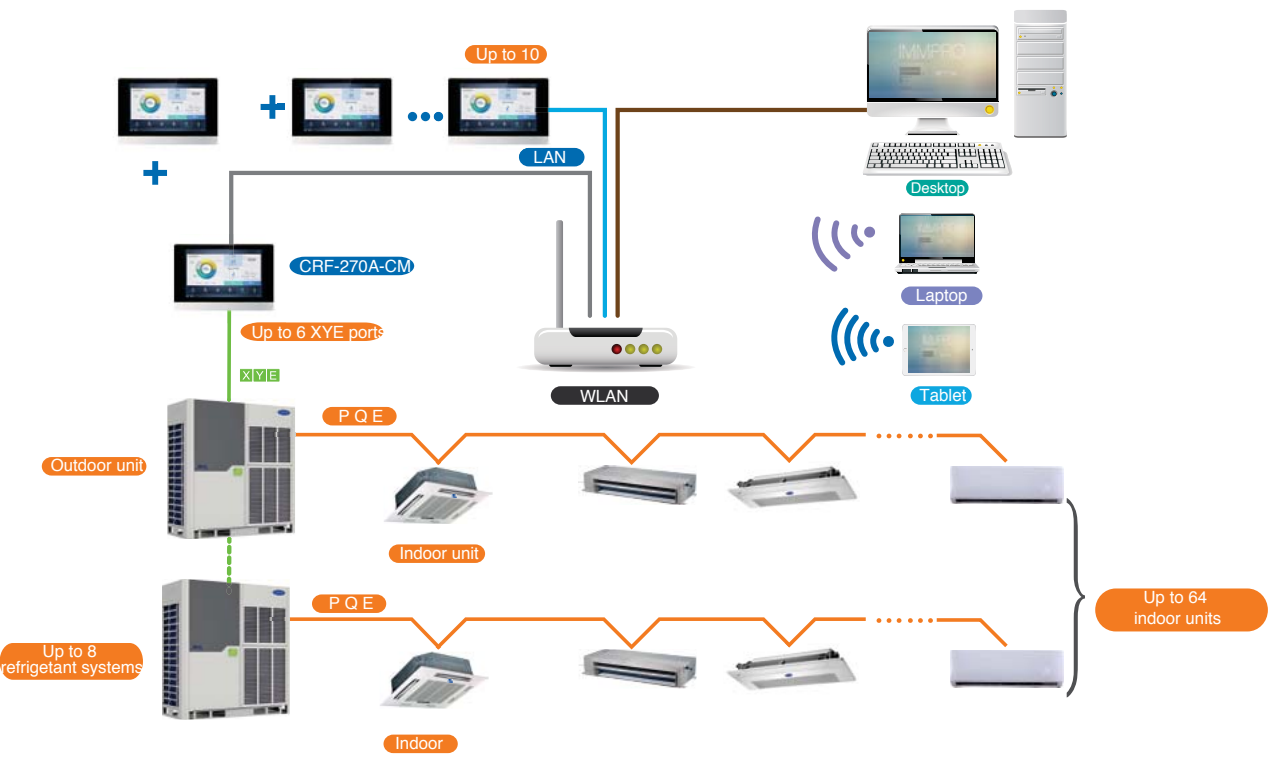 Up to 10
IMMPRO
LAN
Desktop
CRF-270A-CM
Laptop
Up to 6 XYE ports
X Y E
WLAN
Tablet
P Q E
Outdoor unit
Indoor unit
P Q E
Up to 64
indoor units
Up to 8
refrigetant systems
Indoor